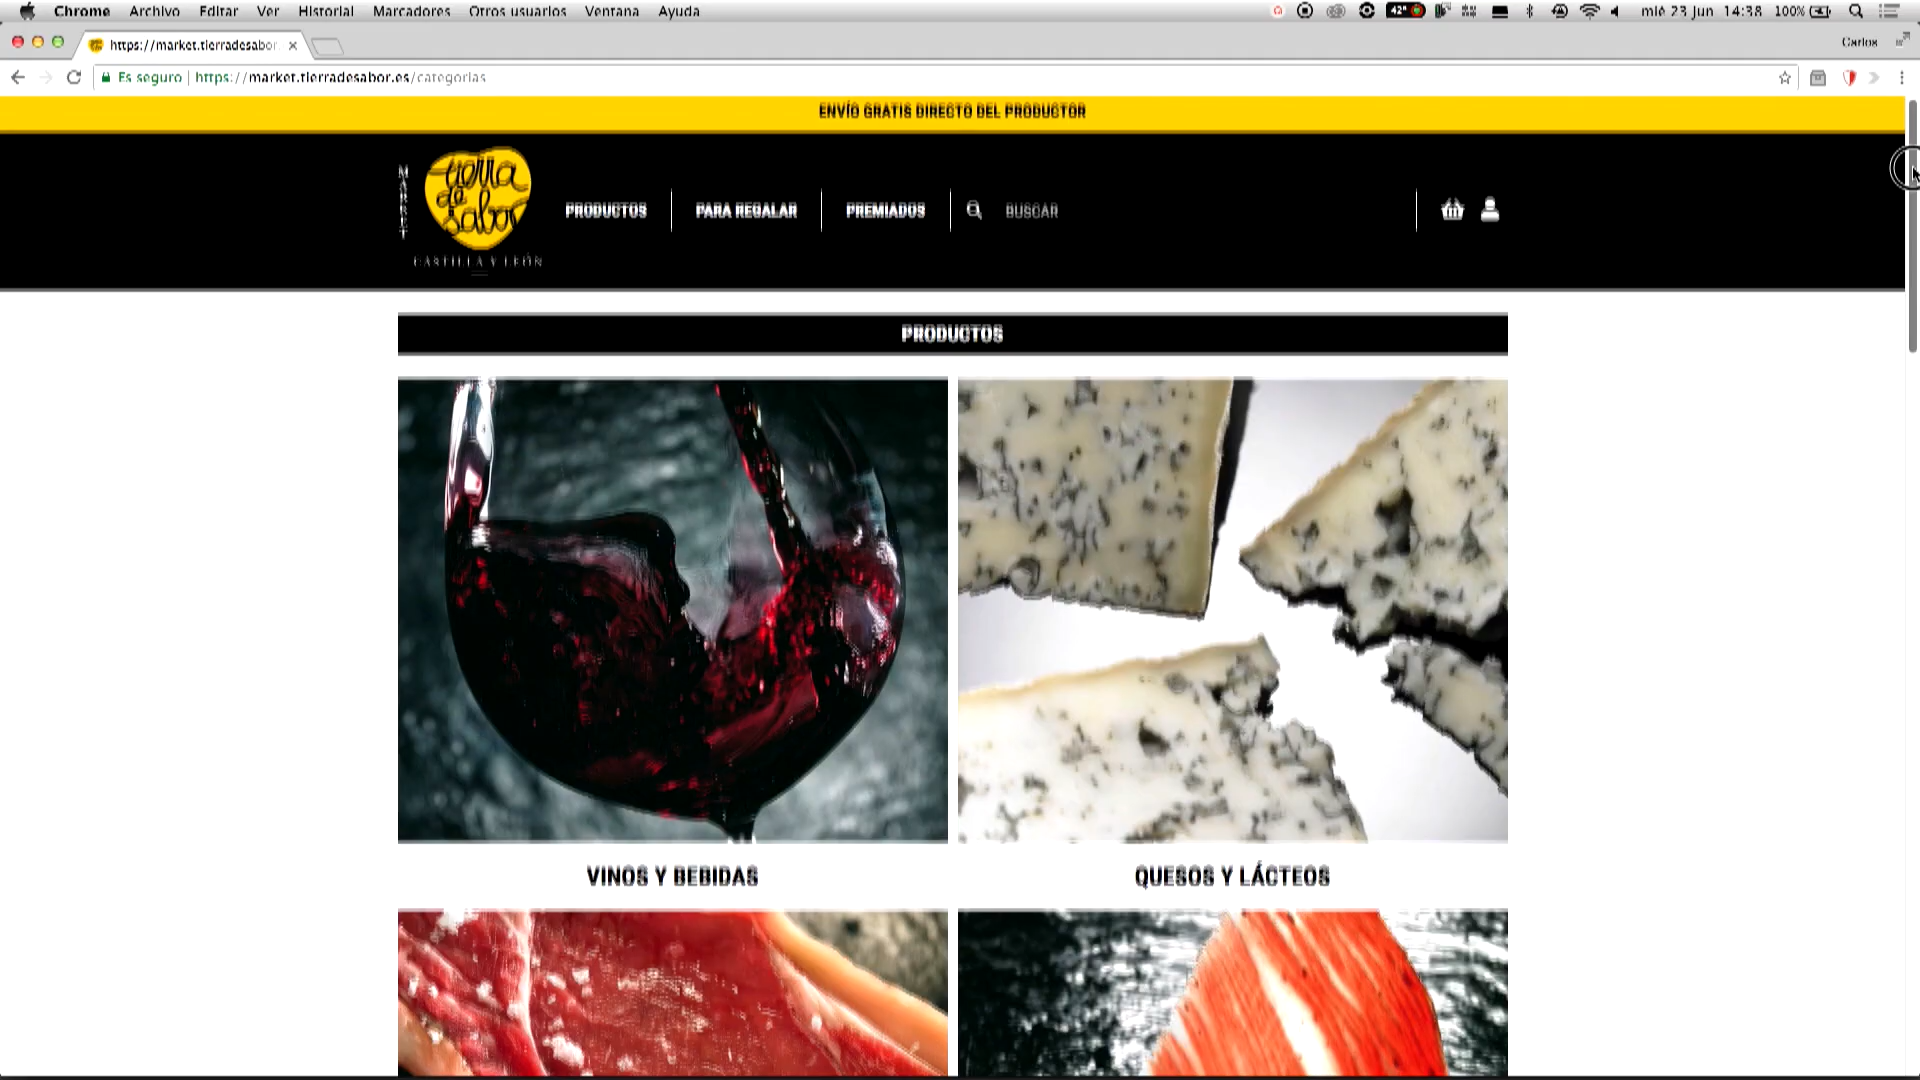 Chrome Archivo Editar Ver Historial Marcadores Otros usuarios Ventana Ayuda
42° mié 23 Jun 14:38 100%
https://market.tierradesabor
Carlos
Es seguro | https://market.tierradesabor.es/categorias
ENVÍO GRATIS DIRECTO DEL PRODUCTOR
MARKET
tierra
de
sabor
CASTILLA Y LEÓN
PRODUCTOS
PARA REGALAR
PREMIADOS
BUSCAR
PRODUCTOS
VINOS Y BEBIDAS
QUESOS Y LÁCTEOS